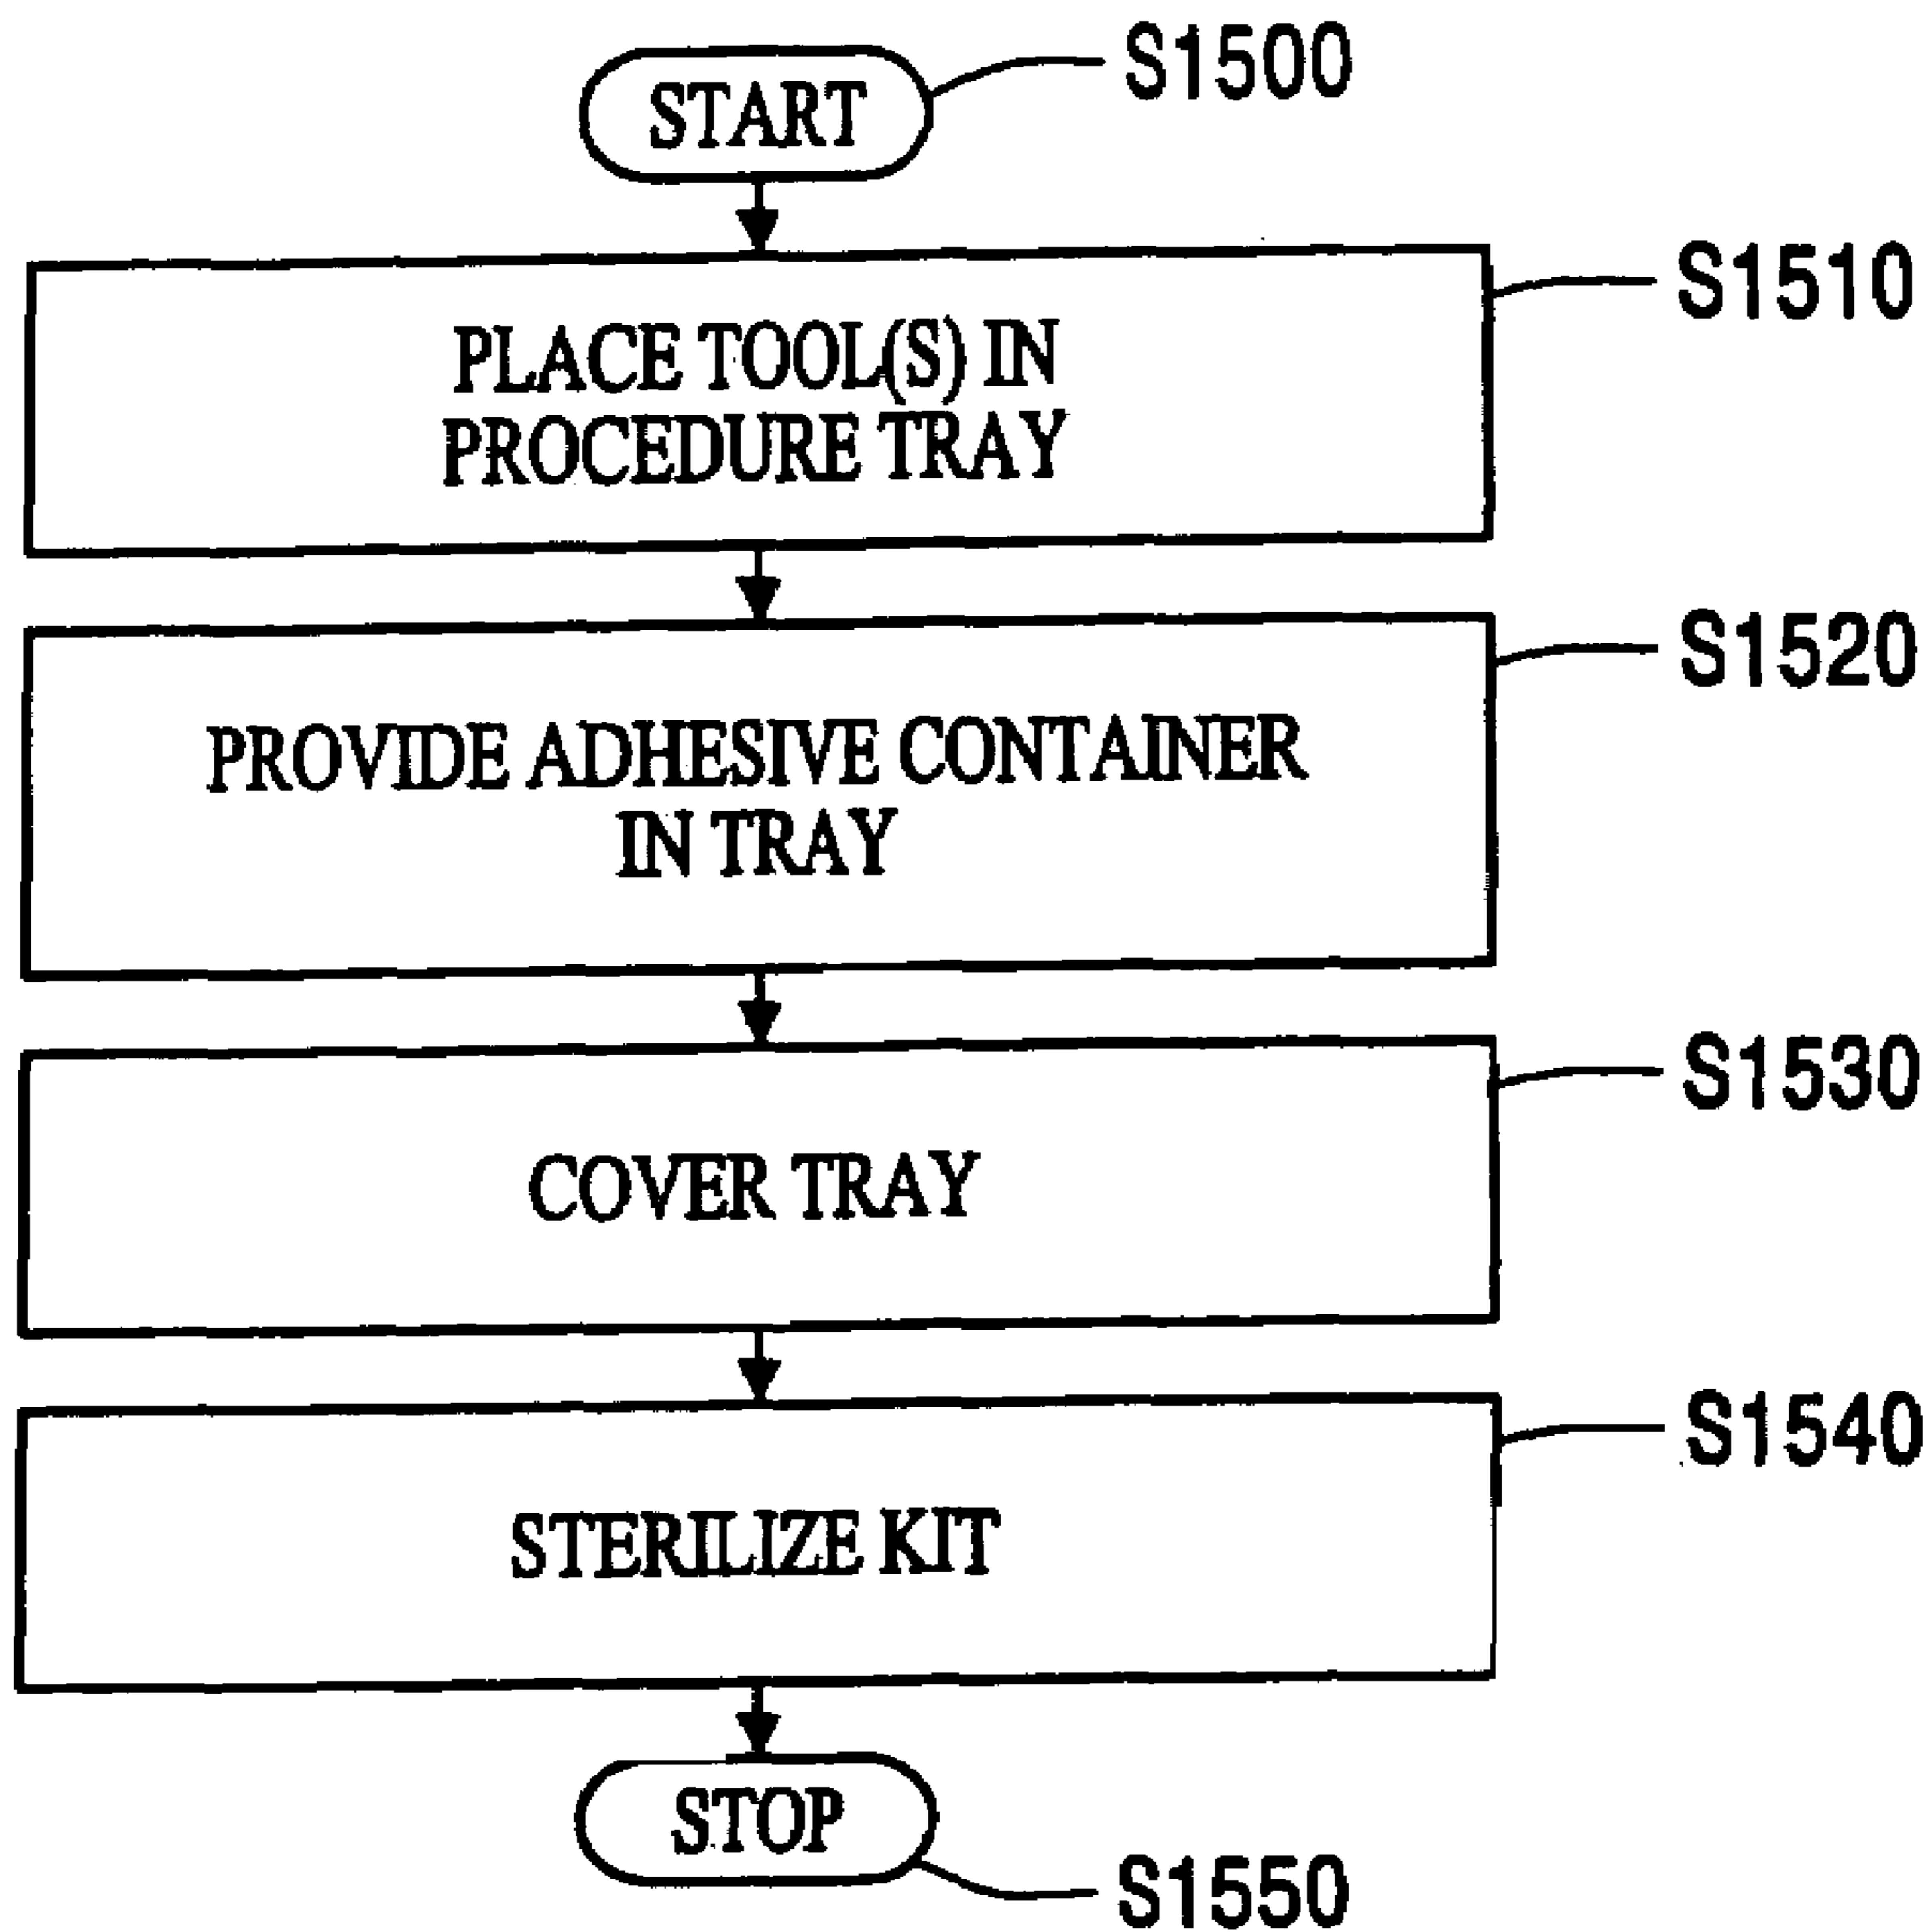 START
S1500
S1510
PLACE TOOL(S) IN
PROCEDURE TRAY
S1520
PROVIDE ADHESIVE CONTAINER
IN TRAY
S1530
COVER TRAY
S1540
STERILIZE KIT
STOP
S1550